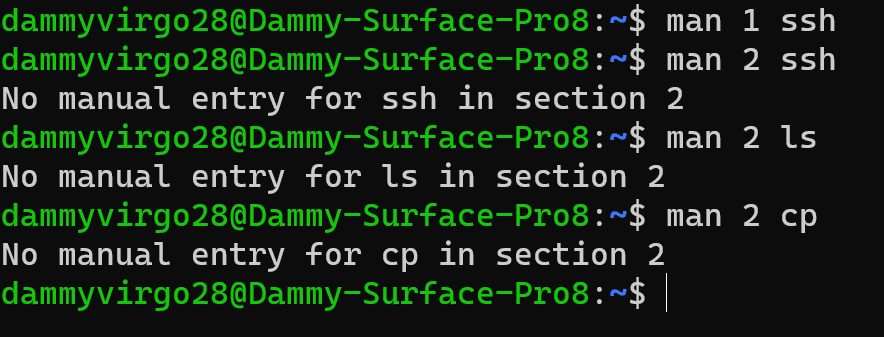 dammyvirgo28@Dammy-Surface-Pro8:~$ man 1 ssh
dammyvirgo28@Dammy-Surface-Pro8:~$ man 2 ssh
No manual entry for ssh in section 2
dammyvirgo28@Dammy-Surface-Pro8:~$ man 2 ls
No manual entry for ls in section 2
dammyvirgo28@Dammy-Surface-Pro8:~$ man 2 cp
No manual entry for cp in section 2
dammyvirgo28@Dammy-Surface-Pro8:~$